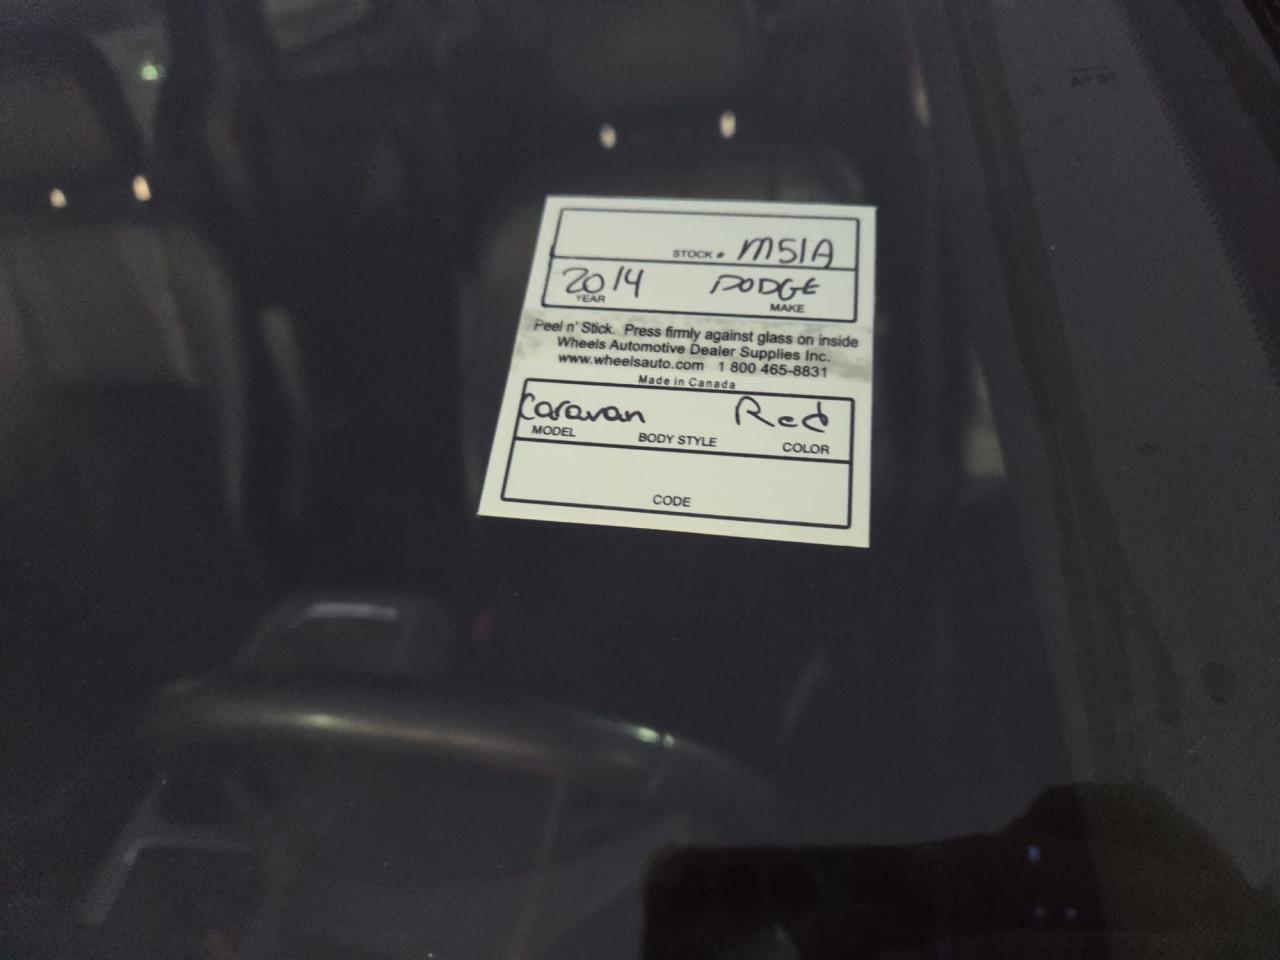 STOCK # M51A
2014 DODGE
YEAR MAKE
Peel n' Stick. Press firmly against glass on inside
Wheels Automotive Dealer Supplies Inc.
www.wheelsauto.com 1 800 465-8831
Made in Canada
Caravan Red
MODEL BODY STYLE COLOR
CODE